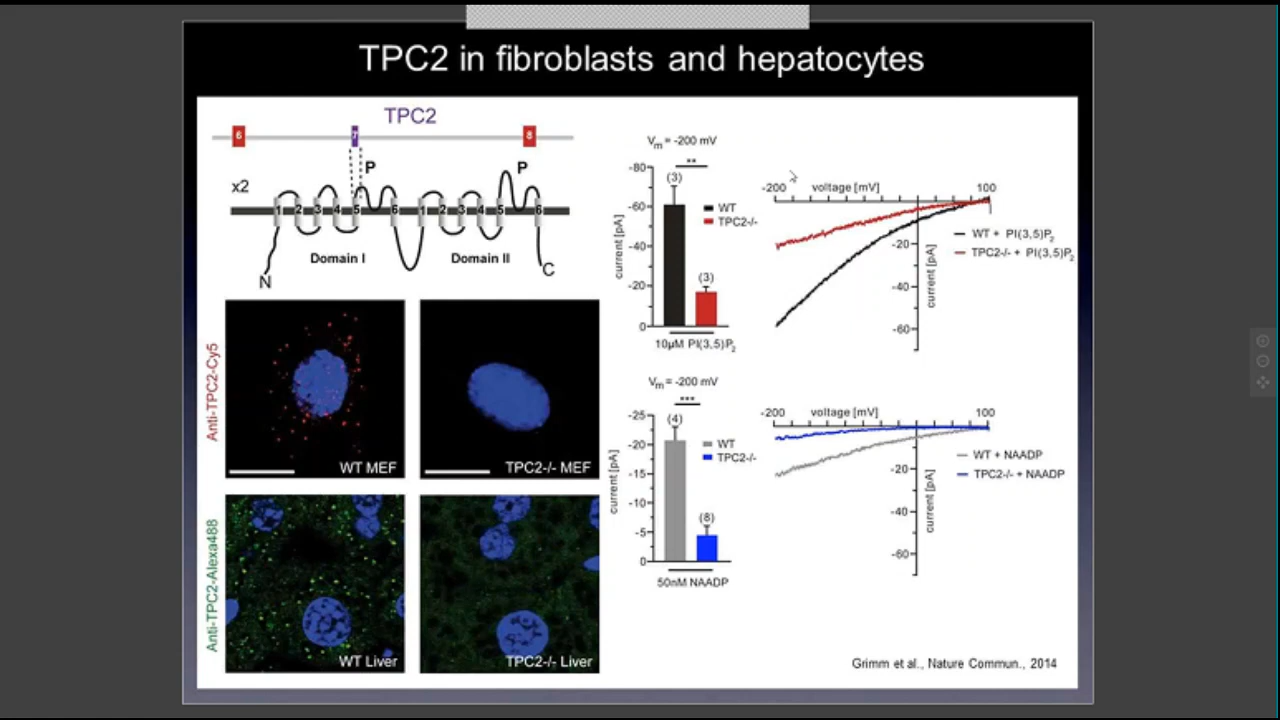 TPC2 in fibroblasts and hepatocytes
TPC2
6
7
8
x2
P
P
1 2 3 4 5 6 1 2 3 4 5 6
Domain I
Domain II
N
C
Anti-TPC2-Cy5
WT MEF
TPC2-/- MEF
Anti-TPC2-Alexa488
WT Liver
TPC2-/- Liver
Vm = -200 mV
**
-80
-60
-40
-20
0
current [pA]
(3)
(3)
WT
TPC2-/-
10µM PI(3,5)P2
-200
voltage [mV]
100
-20
-40
-60
current [pA]
WT + PI(3,5)P2
TPC2-/- + PI(3,5)P2
Vm = -200 mV
***
-25
-20
-15
-10
-5
0
current [pA]
(4)
(8)
WT
TPC2-/-
50nM NAADP
-200
voltage [mV]
100
-20
-40
-60
current [pA]
WT + NAADP
TPC2-/- + NAADP
Grimm et al., Nature Commun., 2014